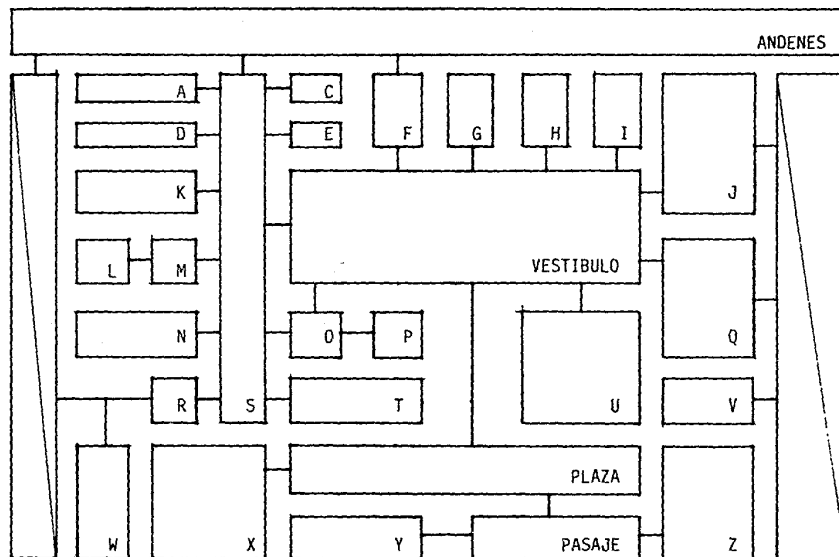 ANDENES
A C
D E F G H I
K J
L M VESTIBULO
N O P Q
R S T U V
PLAZA
W X Y PASAJE Z